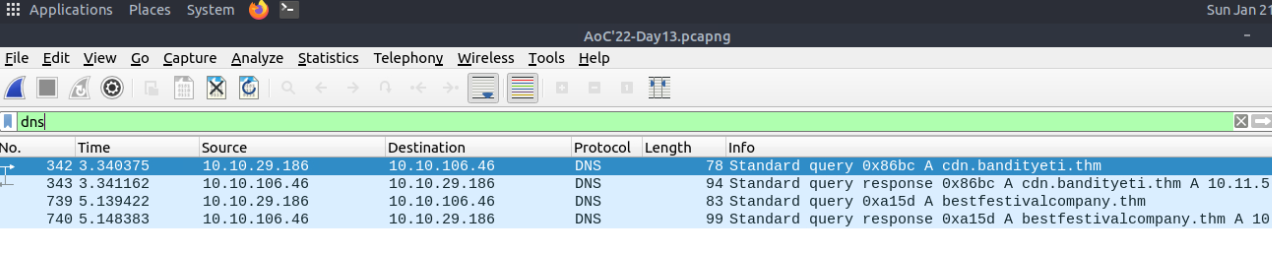 Applications Places System Sun Jan 21
AoC'22-Day13.pcapng
File Edit View Go Capture Analyze Statistics Telephony Wireless Tools Help
dns
No. Time Source Destination Protocol Length Info
342 3.340375 10.10.29.186 10.10.106.46 DNS 78 Standard query 0x86bc A cdn.bandityeti.thm
343 3.341162 10.10.106.46 10.10.29.186 DNS 94 Standard query response 0x86bc A cdn.bandityeti.thm A 10.11.5
739 5.139422 10.10.29.186 10.10.106.46 DNS 83 Standard query 0xa15d A bestfestivalcompany.thm
740 5.148383 10.10.106.46 10.10.29.186 DNS 99 Standard query response 0xa15d A bestfestivalcompany.thm A 10